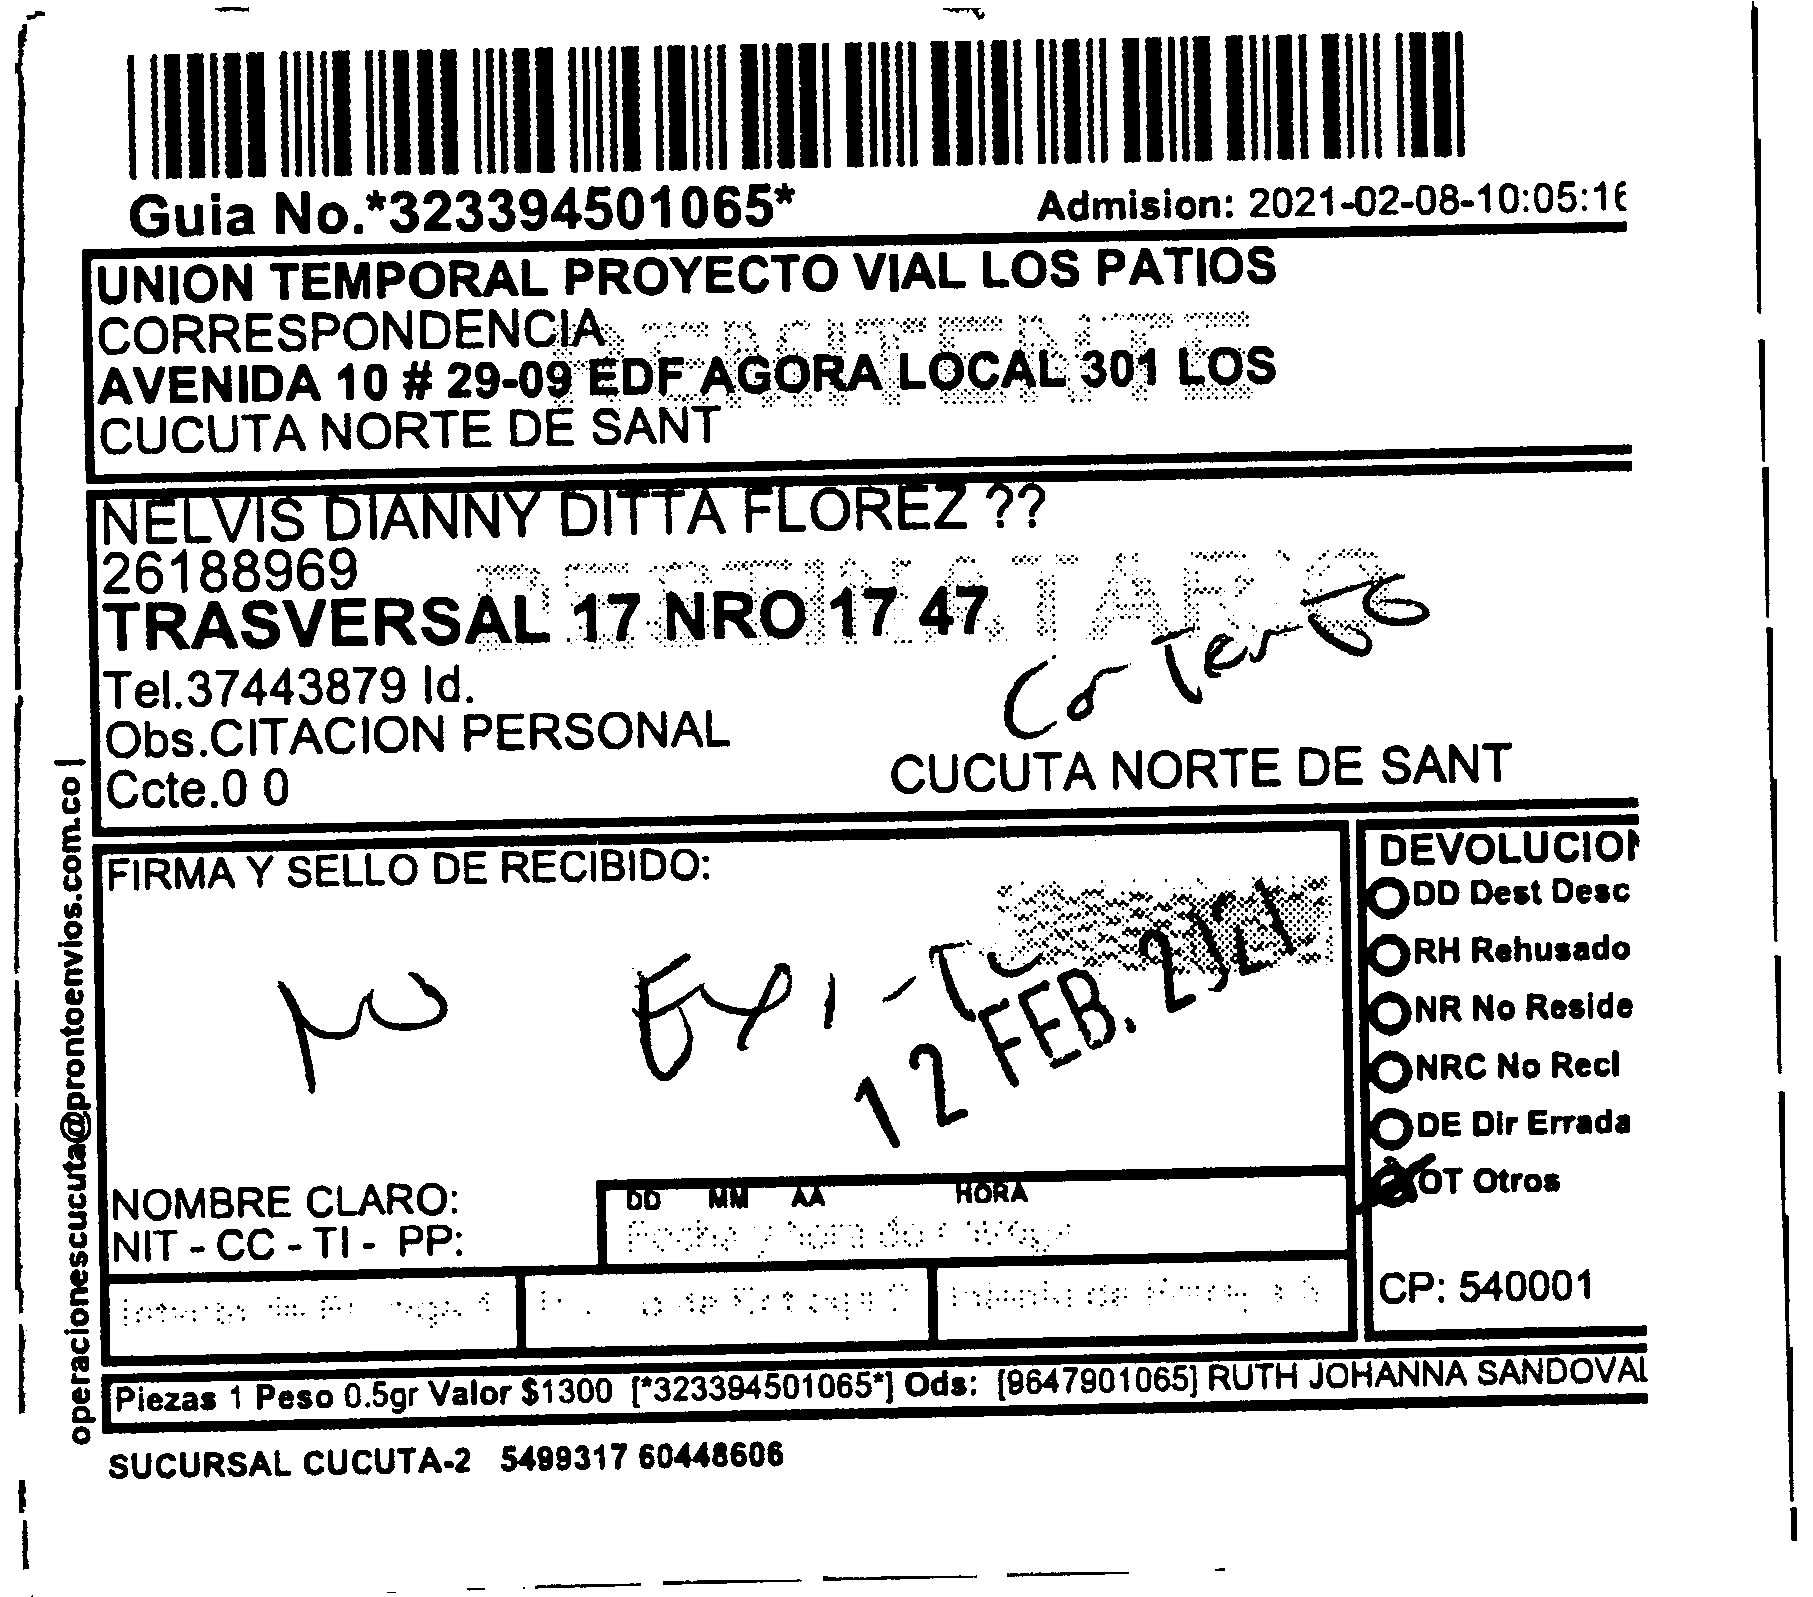 Guia No.*323394501065*
Admision: 2021-02-08-10:05:16
UNION TEMPORAL PROYECTO VIAL LOS PATIOS
CORRESPONDENCIA
REMITENTE
AVENIDA 10 # 29-09 EDF AGORA LOCAL 301 LOS
CUCUTA NORTE DE SANT
NELVIS DIANNY DITTA FLOREZ ??
26188969
DESTINATARIO
TRASVERSAL 17 NRO 17 47
Tel.37443879 Id.
Obs.CITACION PERSONAL
Ccte.0 0
CUCUTA NORTE DE SANT
FIRMA Y SELLO DE RECIBIDO:
NO
12 FEB. 2021
NOMBRE CLARO:
NIT - CC - TI - PP:
DD MM AA HORA
DEVOLUCION
DD Dest Desc
RH Rehusado
NR No Reside
NRC No Recl
DE Dir Errada
OT Otros
CP: 540001
Piezas 1 Peso 0.5gr Valor $1300 [*323394501065*] Ods: [9647901065] RUTH JOHANNA SANDOVAL
SUCURSAL CUCUTA-2 5499317 60448606
operacionescucuta@prontoenvios.com.co |